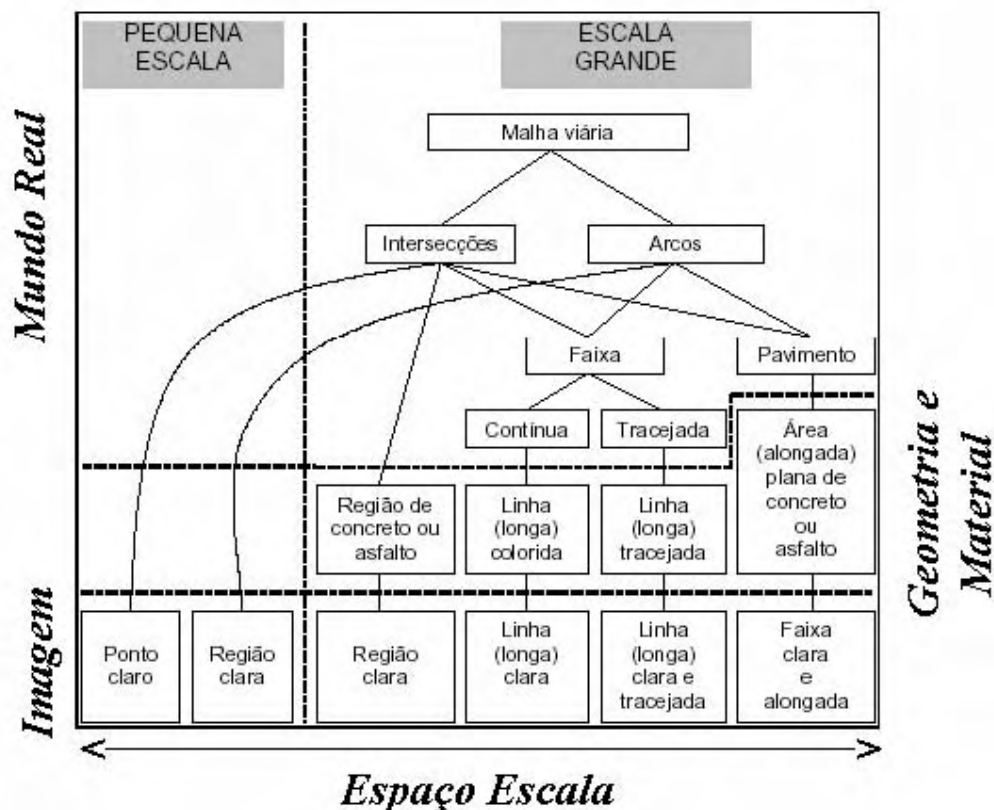 PEQUENA
ESCALA
ESCALA
GRANDE
Malha viária
Intersecções
Arcos
Faixa
Pavimento
Contínua
Tracejada
Área
(alongada)
plana de
concreto
ou
asfalto
Região de
concreto ou
asfalto
Linha
(longa)
colorida
Linha
(longa)
tracejada
Ponto
claro
Região
clara
Região
clara
Linha
(longa)
clara
Linha
(longa)
clara e
tracejada
Faixa
clara
e
alongada
Mundo Real
Imagem
Geometria e
Material
Espaço Escala